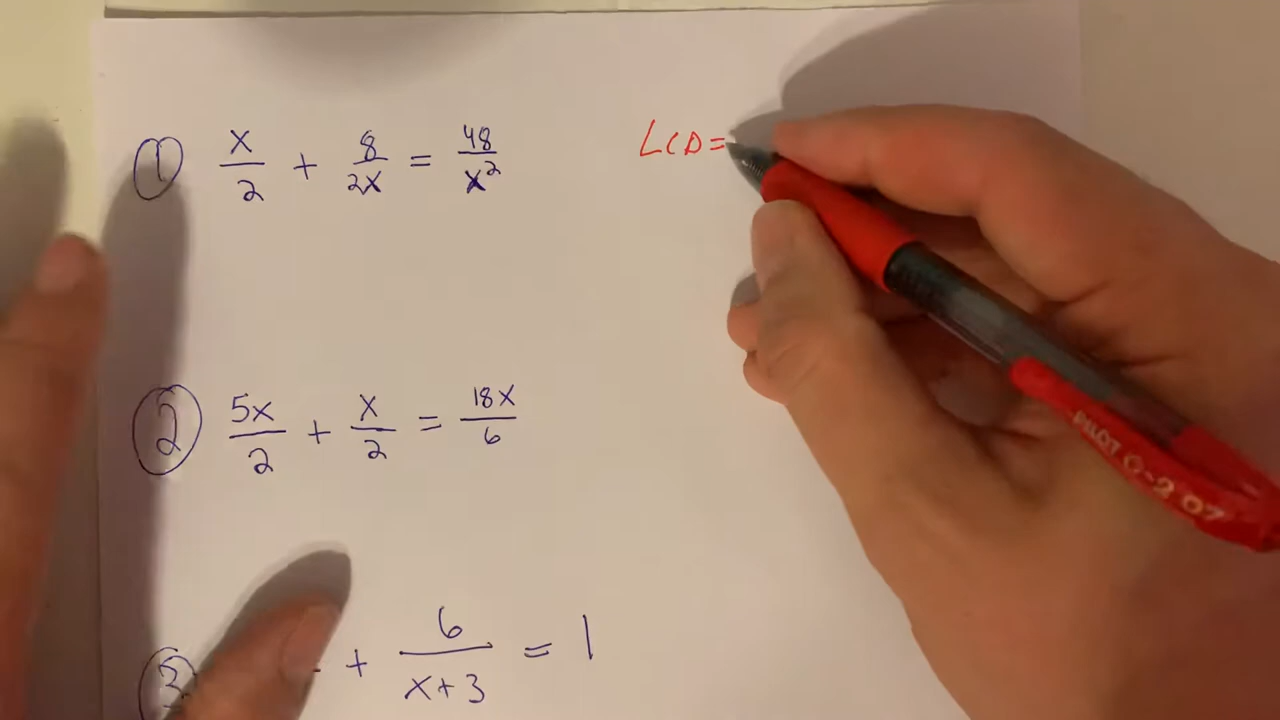 ① x/2 + 8/2x = 48/x² LCD=
② 5x/2 + x/2 = 18x/6
③ + 6/x+3 = 1
PILOT G-2 07